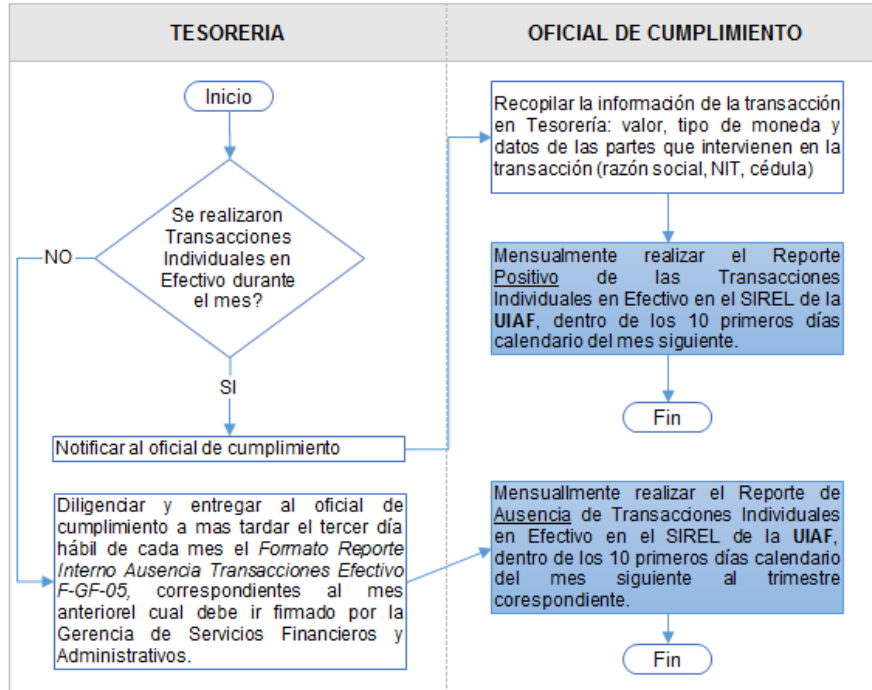 TESORERIA
OFICIAL DE CUMPLIMIENTO
Inicio
Se realizaron
Transacciones
Individuales en
Efectivo durante
el mes?
NO
SI
Notificar al oficial de cumplimiento
Diligenciar y entregar al oficial de
cumplimiento a mas tardar el tercer día
hábil de cada mes el Formato Reporte
Interno Ausencia Transacciones Efectivo
F-GF-05, correspondientes al mes
anteriorel cual debe ir firmado por la
Gerencia de Servicios Financieros y
Administrativos.
Recopilar la información de la transacción
en Tesorería: valor, tipo de moneda y
datos de las partes que intervienen en la
transacción (razón social, NIT, cédula)
Mensualmente realizar el Reporte
Positivo de las Transacciones
Individuales en Efectivo en el SIREL de la
UIAF, dentro de los 10 primeros días
calendario del mes siguiente.
Fin
Mensuallmente realizar el Reporte de
Ausencia de Transacciones Individuales
en Efectivo en el SIREL de la UIAF,
dentro de los 10 primeros días calendario
del mes siguiente al trimestre
corespondiente.
Fin